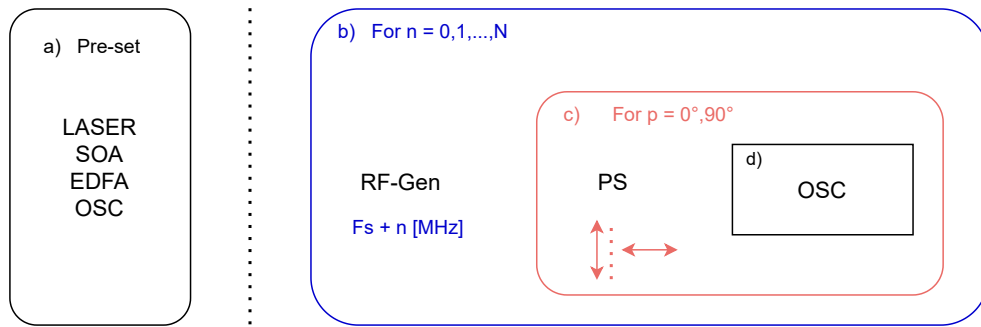 a) Pre-set
LASER
SOA
EDFA
OSC
b) For n = 0,1,...,N
RF-Gen
Fs + n [MHz]
c) For p = 0°,90°
PS
d)
OSC